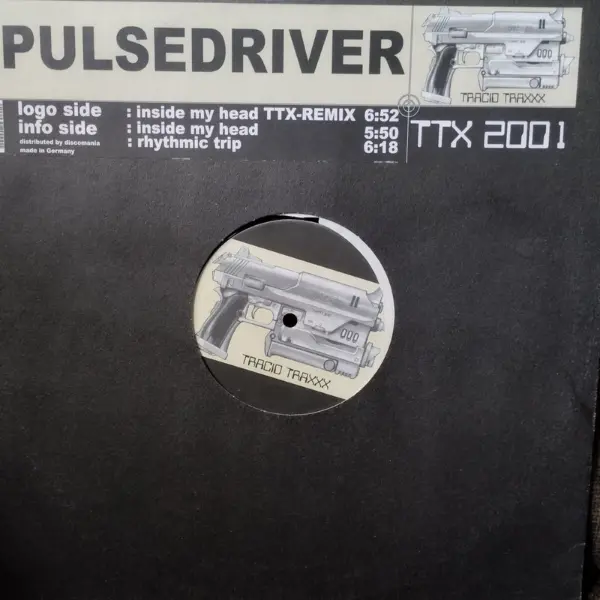 PULSEDRIVER
TRACID TRAXXX
logo side : inside my head TTX-REMIX 6:52
info side : inside my head 5:50
: rhythmic trip 6:18
distributed by discomania
made in Germany
TTX 2001
TRACID TRAXXX